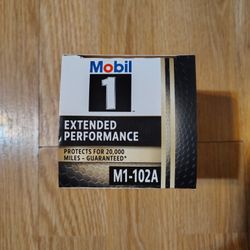 Mobil
1
EXTENDED
PERFORMANCE
PROTECTS FOR 20,000
MILES - GUARANTEED*
M1-102A